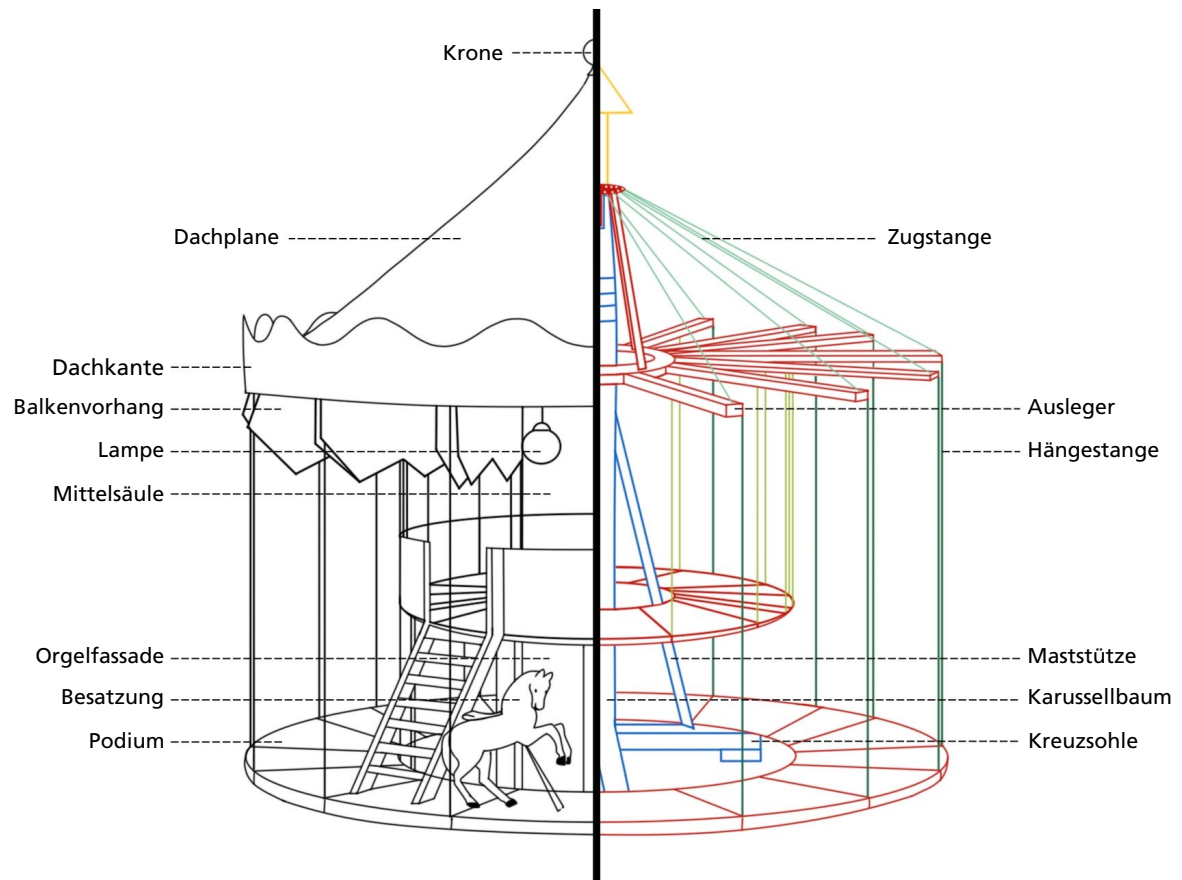 Krone
Dachplane
Zugstange
Dachkante
Balkenvorhang
Ausleger
Lampe
Hängestange
Mittelsäule
Orgelfassade
Maststütze
Besatzung
Karussellbaum
Podium
Kreuzsohle